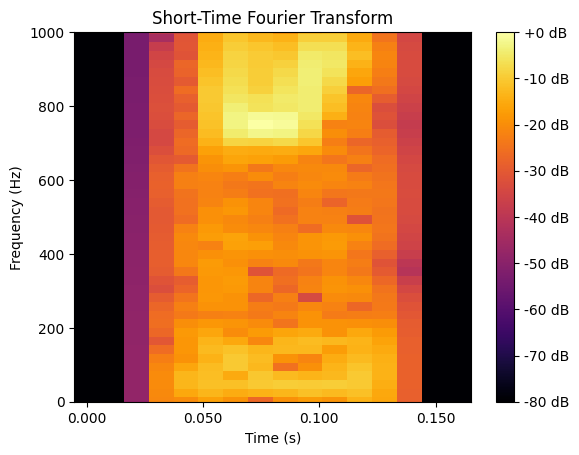 Short-Time Fourier Transform
1000
800
600
400
200
0
Frequency (Hz)
0.000
0.050
0.100
0.150
Time (s)
+0 dB
-10 dB
-20 dB
-30 dB
-40 dB
-50 dB
-60 dB
-70 dB
-80 dB